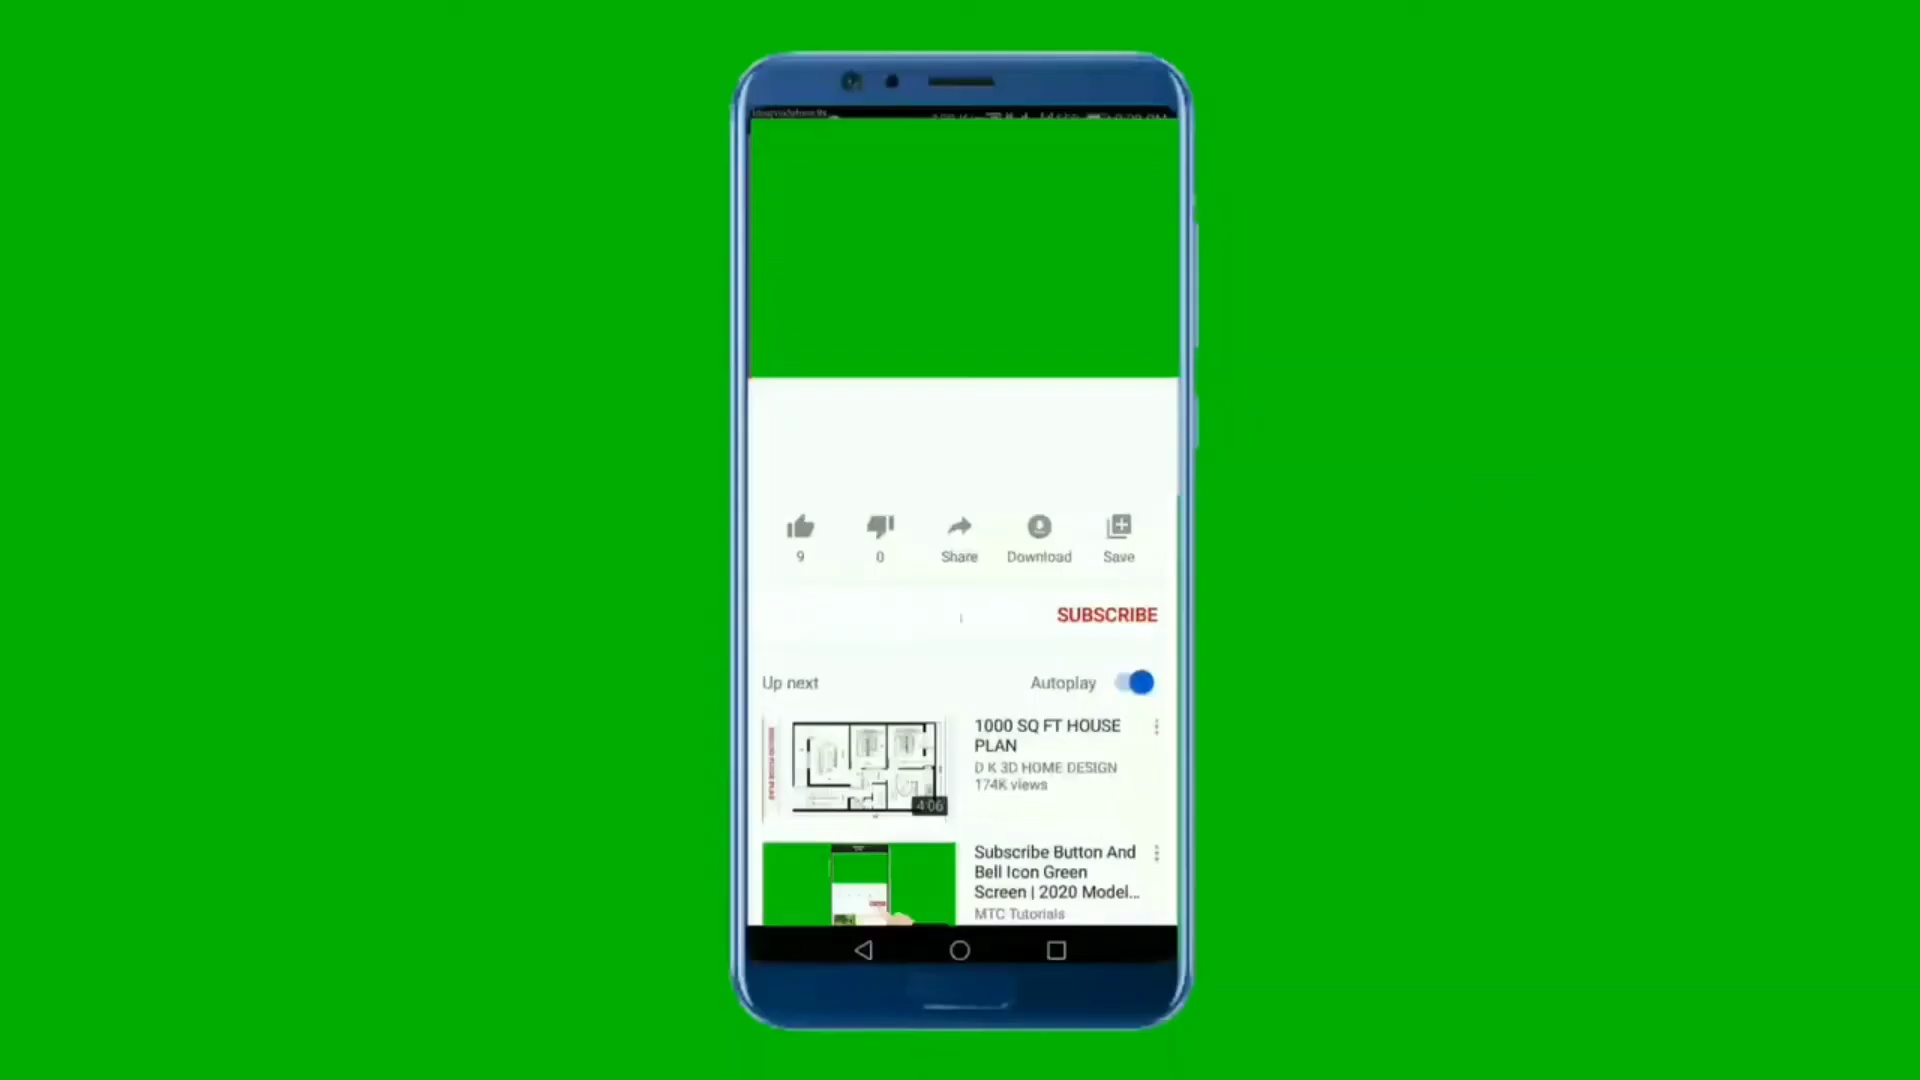 9
0
Share
Download
Save
SUBSCRIBE
Up next
Autoplay
1000 SQ FT HOUSE
PLAN
D K 3D HOME DESIGN
174K views
4:06
Subscribe Button And
Bell Icon Green
Screen | 2020 Model...
MTC Tutorials